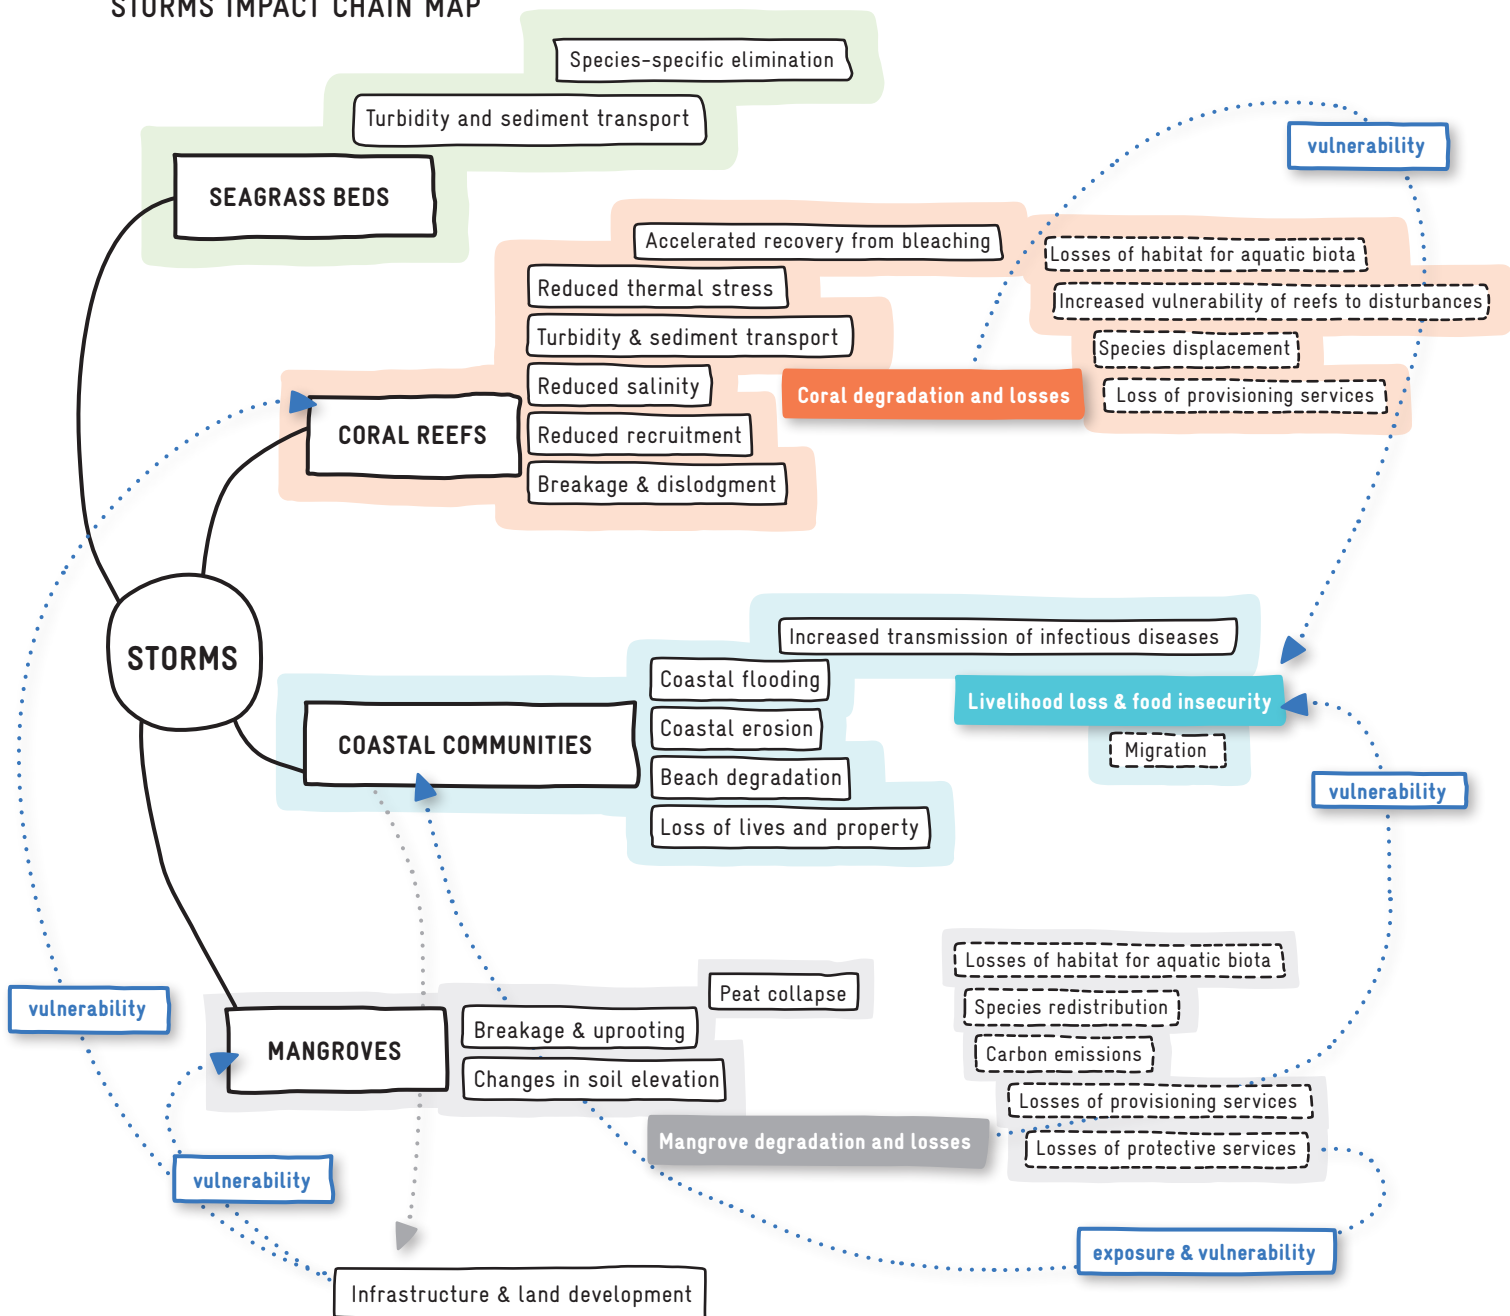 STORMS IMPACT CHAIN MAP
Species-specific elimination
Turbidity and sediment transport
SEAGRASS BEDS
vulnerability
Accelerated recovery from bleaching
Losses of habitat for aquatic biota
Reduced thermal stress
Increased vulnerability of reefs to disturbances
Turbidity & sediment transport
Species displacement
Reduced salinity
Coral degradation and losses
Loss of provisioning services
CORAL REEFS
Reduced recruitment
Breakage & dislodgment
STORMS
Increased transmission of infectious diseases
Coastal flooding
Livelihood loss & food insecurity
Coastal erosion
COASTAL COMMUNITIES
Migration
Beach degradation
vulnerability
Loss of lives and property
Losses of habitat for aquatic biota
Peat collapse
Species redistribution
vulnerability
Breakage & uprooting
MANGROVES
Carbon emissions
Changes in soil elevation
Losses of provisioning services
Mangrove degradation and losses
Losses of protective services
vulnerability
exposure & vulnerability
Infrastructure & land development